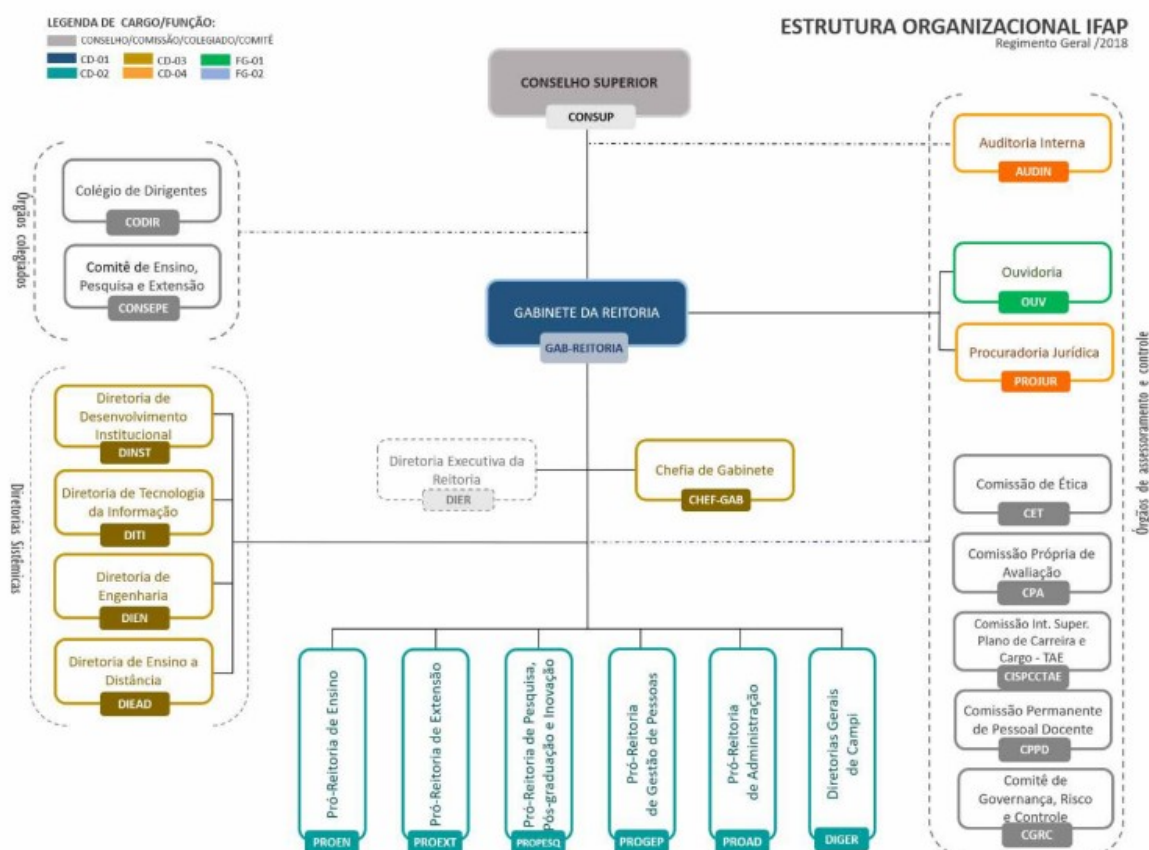 LEGENDA DE CARGO/FUNÇÃO:
CONSELHO/COMISSÃO/COLEGIADO/COMITÊ
CD-01
CD-03
FG-01
CD-02
CD-04
FG-02
ESTRUTURA ORGANIZACIONAL IFAP
Regimento Geral /2018
CONSELHO SUPERIOR
CONSUP
Órgãos colegiados
Colégio de Dirigentes
CODIR
Comitê de Ensino,
Pesquisa e Extensão
CONSEPE
Auditoria Interna
AUDIN
Ouvidoria
OUV
Procuradoria Jurídica
PROJUR
GABINETE DA REITORIA
GAB-REITORIA
Órgãos de assessoramento e controle
Diretorias Sistêmicas
Diretoria de
Desenvolvimento
Institucional
DINST
Diretoria de Tecnologia
da Informação
DITI
Diretoria de
Engenharia
DIEN
Diretoria de Ensino a
Distância
DIEAD
Diretoria Executiva da
Reitoria
DIER
Chefia de Gabinete
CHEF-GAB
Comissão de Ética
CET
Comissão Própria de
Avaliação
CPA
Comissão Int. Super.
Plano de Carreira e
Cargo - TAE
CISPCCTAE
Comissão Permanente
de Pessoal Docente
CPPD
Comitê de
Governança, Risco
e Controle
CGRC
Pró-Reitoria de Ensino
PROEN
Pró-Reitoria de Extensão
PROEXT
Pró-Reitoria de Pesquisa,
Pós-graduação e Inovação
PROPESQ
Pró-Reitoria
de Gestão de Pessoas
PROGEP
Pró-Reitoria
de Administração
PROAD
Diretorias Gerais
de Campi
DIGER